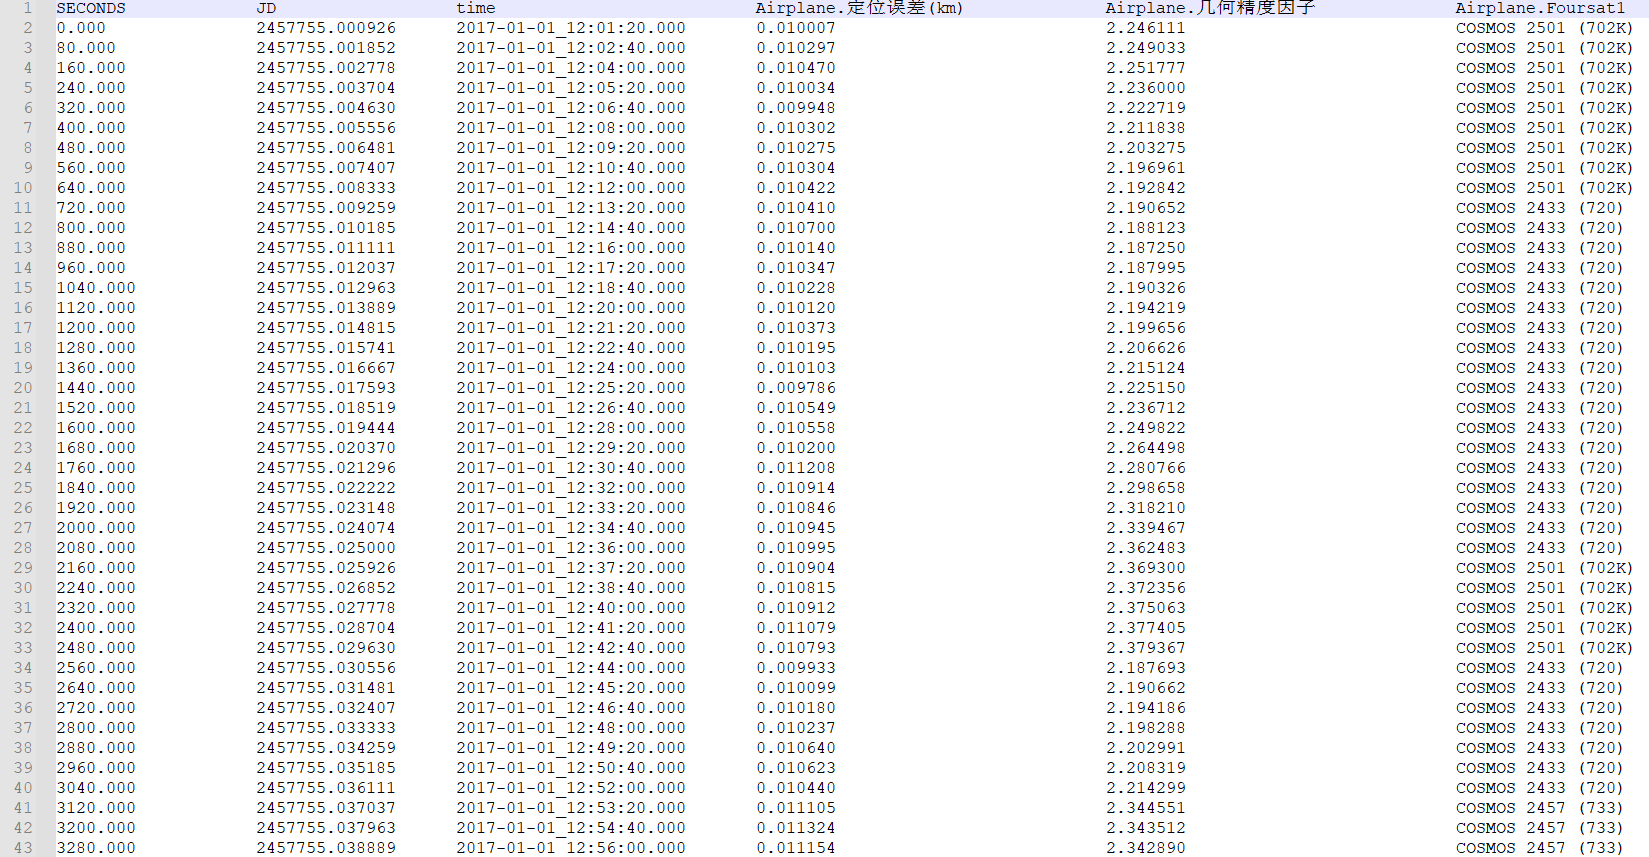 1 SECONDS JD time Airplane.定位误差(km) Airplane.几何精度因子 Airplane.Foursat1
2 0.000 2457755.000926 2017-01-01_12:01:20.000 0.010007 2.246111 COSMOS 2501 (702K)
3 80.000 2457755.001852 2017-01-01_12:02:40.000 0.010297 2.249033 COSMOS 2501 (702K)
4 160.000 2457755.002778 2017-01-01_12:04:00.000 0.010470 2.251777 COSMOS 2501 (702K)
5 240.000 2457755.003704 2017-01-01_12:05:20.000 0.010034 2.236000 COSMOS 2501 (702K)
6 320.000 2457755.004630 2017-01-01_12:06:40.000 0.009948 2.222719 COSMOS 2501 (702K)
7 400.000 2457755.005556 2017-01-01_12:08:00.000 0.010302 2.211838 COSMOS 2501 (702K)
8 480.000 2457755.006481 2017-01-01_12:09:20.000 0.010275 2.203275 COSMOS 2501 (702K)
9 560.000 2457755.007407 2017-01-01_12:10:40.000 0.010304 2.196961 COSMOS 2501 (702K)
10 640.000 2457755.008333 2017-01-01_12:12:00.000 0.010422 2.192842 COSMOS 2501 (702K)
11 720.000 2457755.009259 2017-01-01_12:13:20.000 0.010410 2.190652 COSMOS 2433 (720)
12 800.000 2457755.010185 2017-01-01_12:14:40.000 0.010700 2.188123 COSMOS 2433 (720)
13 880.000 2457755.011111 2017-01-01_12:16:00.000 0.010140 2.187250 COSMOS 2433 (720)
14 960.000 2457755.012037 2017-01-01_12:17:20.000 0.010347 2.187995 COSMOS 2433 (720)
15 1040.000 2457755.012963 2017-01-01_12:18:40.000 0.010228 2.190326 COSMOS 2433 (720)
16 1120.000 2457755.013889 2017-01-01_12:20:00.000 0.010120 2.194219 COSMOS 2433 (720)
17 1200.000 2457755.014815 2017-01-01_12:21:20.000 0.010373 2.199656 COSMOS 2433 (720)
18 1280.000 2457755.015741 2017-01-01_12:22:40.000 0.010195 2.206626 COSMOS 2433 (720)
19 1360.000 2457755.016667 2017-01-01_12:24:00.000 0.010103 2.215124 COSMOS 2433 (720)
20 1440.000 2457755.017593 2017-01-01_12:25:20.000 0.009786 2.225150 COSMOS 2433 (720)
21 1520.000 2457755.018519 2017-01-01_12:26:40.000 0.010549 2.236712 COSMOS 2433 (720)
22 1600.000 2457755.019444 2017-01-01_12:28:00.000 0.010558 2.249822 COSMOS 2433 (720)
23 1680.000 2457755.020370 2017-01-01_12:29:20.000 0.010200 2.264498 COSMOS 2433 (720)
24 1760.000 2457755.021296 2017-01-01_12:30:40.000 0.011208 2.280766 COSMOS 2433 (720)
25 1840.000 2457755.022222 2017-01-01_12:32:00.000 0.010914 2.298658 COSMOS 2433 (720)
26 1920.000 2457755.023148 2017-01-01_12:33:20.000 0.010846 2.318210 COSMOS 2433 (720)
27 2000.000 2457755.024074 2017-01-01_12:34:40.000 0.010945 2.339467 COSMOS 2433 (720)
28 2080.000 2457755.025000 2017-01-01_12:36:00.000 0.010995 2.362483 COSMOS 2433 (720)
29 2160.000 2457755.025926 2017-01-01_12:37:20.000 0.010904 2.369300 COSMOS 2501 (702K)
30 2240.000 2457755.026852 2017-01-01_12:38:40.000 0.010815 2.372356 COSMOS 2501 (702K)
31 2320.000 2457755.027778 2017-01-01_12:40:00.000 0.010912 2.375063 COSMOS 2501 (702K)
32 2400.000 2457755.028704 2017-01-01_12:41:20.000 0.011079 2.377405 COSMOS 2501 (702K)
33 2480.000 2457755.029630 2017-01-01_12:42:40.000 0.010793 2.379367 COSMOS 2501 (702K)
34 2560.000 2457755.030556 2017-01-01_12:44:00.000 0.009933 2.187693 COSMOS 2433 (720)
35 2640.000 2457755.031481 2017-01-01_12:45:20.000 0.010099 2.190662 COSMOS 2433 (720)
36 2720.000 2457755.032407 2017-01-01_12:46:40.000 0.010180 2.194186 COSMOS 2433 (720)
37 2800.000 2457755.033333 2017-01-01_12:48:00.000 0.010237 2.198288 COSMOS 2433 (720)
38 2880.000 2457755.034259 2017-01-01_12:49:20.000 0.010640 2.202991 COSMOS 2433 (720)
39 2960.000 2457755.035185 2017-01-01_12:50:40.000 0.010623 2.208319 COSMOS 2433 (720)
40 3040.000 2457755.036111 2017-01-01_12:52:00.000 0.010440 2.214299 COSMOS 2433 (720)
41 3120.000 2457755.037037 2017-01-01_12:53:20.000 0.011105 2.344551 COSMOS 2457 (733)
42 3200.000 2457755.037963 2017-01-01_12:54:40.000 0.011324 2.343512 COSMOS 2457 (733)
43 3280.000 2457755.038889 2017-01-01_12:56:00.000 0.011154 2.342890 COSMOS 2457 (733)